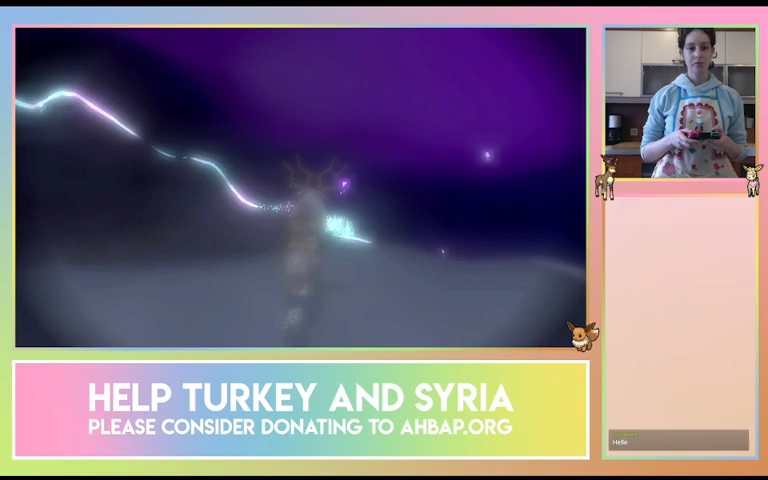 HELP TURKEY AND SYRIA
PLEASE CONSIDER DONATING TO AHBAP.ORG
Hello